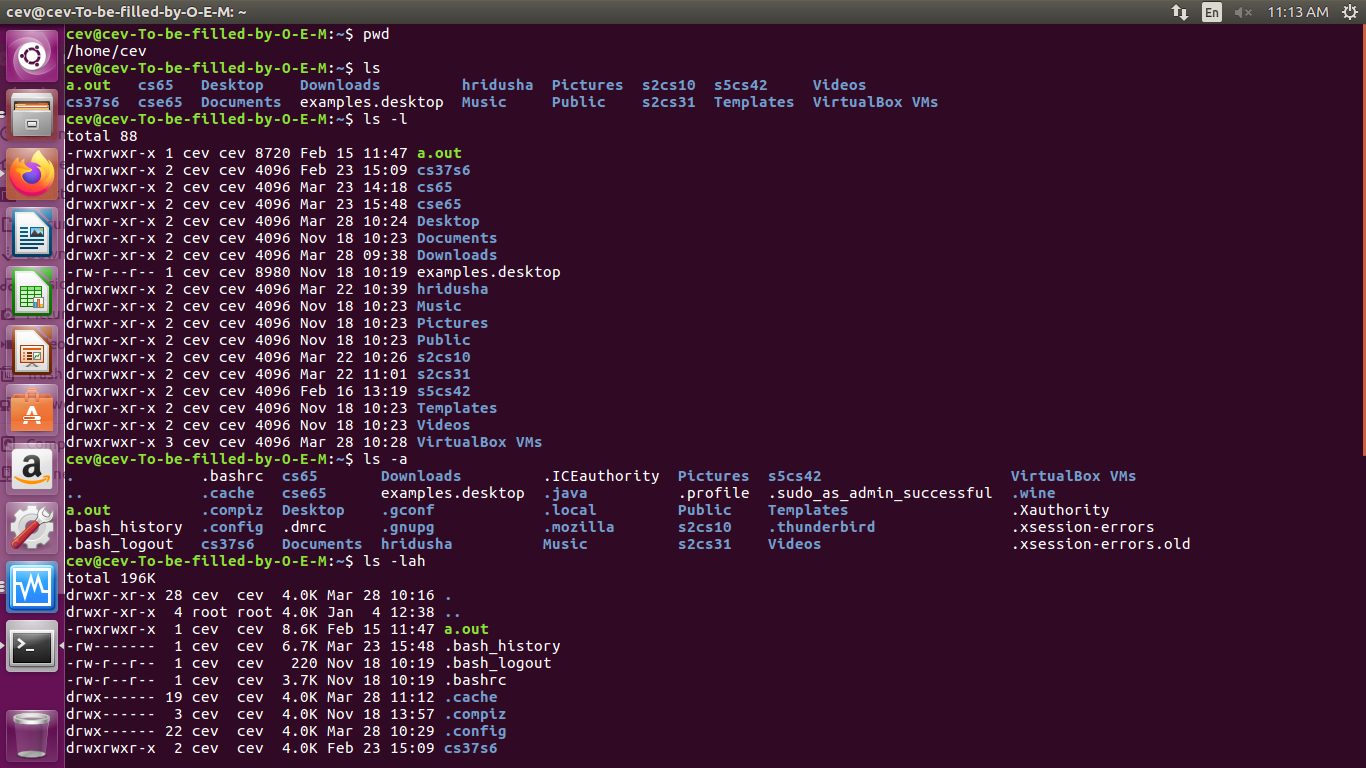 cev@cev-To-be-filled-by-O-E-M: ~ En 11:13 AM
cev@cev-To-be-filled-by-O-E-M:~$ pwd
/home/cev
cev@cev-To-be-filled-by-O-E-M:~$ ls
a.out cs65 Desktop Downloads hridusha Pictures s2cs10 s5cs42 Videos
cs37s6 cse65 Documents examples.desktop Music Public s2cs31 Templates VirtualBox VMs
cev@cev-To-be-filled-by-O-E-M:~$ ls -l
total 88
-rwxrwxr-x 1 cev cev 8720 Feb 15 11:47 a.out
drwxrwxr-x 2 cev cev 4096 Feb 23 15:09 cs37s6
drwxrwxr-x 2 cev cev 4096 Mar 23 14:18 cs65
drwxrwxr-x 2 cev cev 4096 Mar 23 15:48 cse65
drwxr-xr-x 2 cev cev 4096 Mar 28 10:24 Desktop
drwxr-xr-x 2 cev cev 4096 Nov 18 10:23 Documents
drwxr-xr-x 2 cev cev 4096 Mar 28 09:38 Downloads
-rw-r--r-- 1 cev cev 8980 Nov 18 10:19 examples.desktop
drwxrwxr-x 2 cev cev 4096 Mar 22 10:39 hridusha
drwxr-xr-x 2 cev cev 4096 Nov 18 10:23 Music
drwxr-xr-x 2 cev cev 4096 Nov 18 10:23 Pictures
drwxr-xr-x 2 cev cev 4096 Nov 18 10:23 Public
drwxrwxr-x 2 cev cev 4096 Mar 22 10:26 s2cs10
drwxrwxr-x 2 cev cev 4096 Mar 22 11:01 s2cs31
drwxrwxr-x 2 cev cev 4096 Feb 16 13:19 s5cs42
drwxr-xr-x 2 cev cev 4096 Nov 18 10:23 Templates
drwxr-xr-x 2 cev cev 4096 Nov 18 10:23 Videos
drwxrwxr-x 3 cev cev 4096 Mar 28 10:28 VirtualBox VMs
cev@cev-To-be-filled-by-O-E-M:~$ ls -a
. .bashrc cs65 Downloads .ICEauthority Pictures s5cs42 VirtualBox VMs
.. .cache cse65 examples.desktop .java .profile .sudo_as_admin_successful .wine
a.out .compiz Desktop .gconf .local Public Templates .Xauthority
.bash_history .config .dmrc .gnupg .mozilla s2cs10 .thunderbird .xsession-errors
.bash_logout cs37s6 Documents hridusha Music s2cs31 Videos .xsession-errors.old
cev@cev-To-be-filled-by-O-E-M:~$ ls -lah
total 196K
drwxr-xr-x 28 cev cev 4.0K Mar 28 10:16 .
drwxr-xr-x 4 root root 4.0K Jan 4 12:38 ..
-rwxrwxr-x 1 cev cev 8.6K Feb 15 11:47 a.out
-rw------- 1 cev cev 6.7K Mar 23 15:48 .bash_history
-rw-r--r-- 1 cev cev 220 Nov 18 10:19 .bash_logout
-rw-r--r-- 1 cev cev 3.7K Nov 18 10:19 .bashrc
drwx------ 19 cev cev 4.0K Mar 28 11:12 .cache
drwx------ 3 cev cev 4.0K Nov 18 13:57 .compiz
drwx------ 22 cev cev 4.0K Mar 28 10:29 .config
drwxrwxr-x 2 cev cev 4.0K Feb 23 15:09 cs37s6